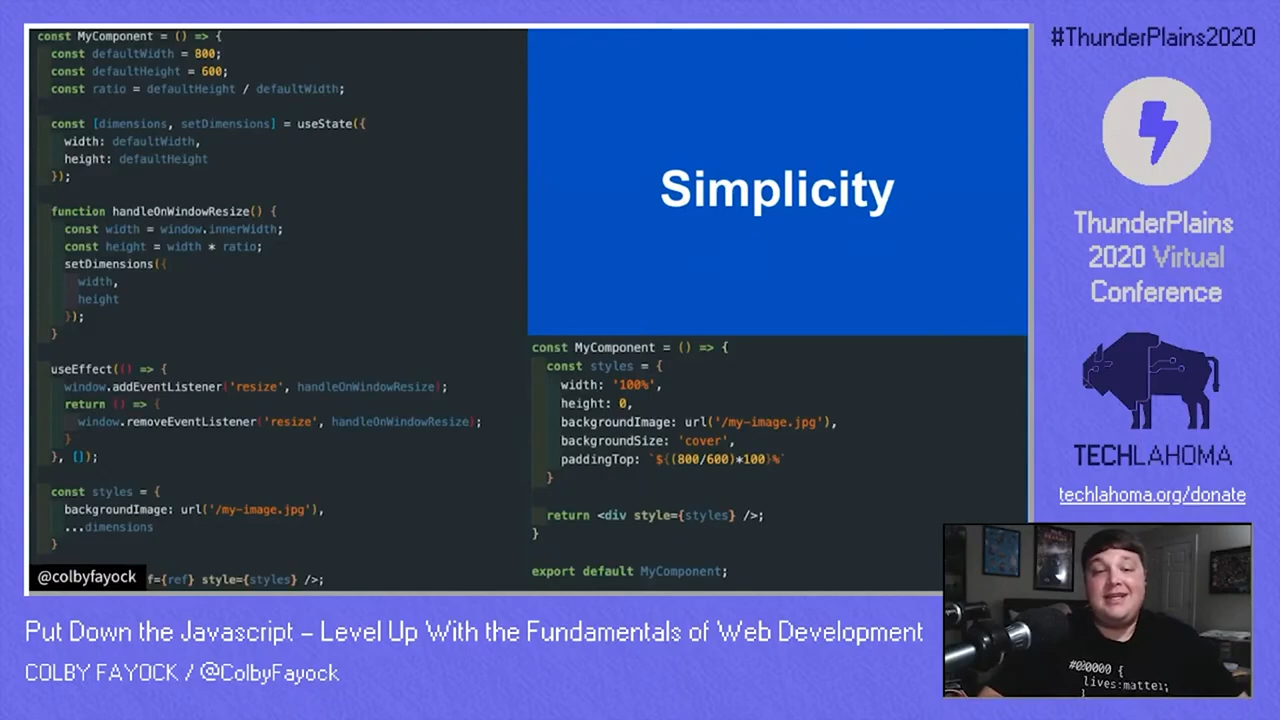 const MyComponent = () => {
const defaultWidth = 800;
const defaultHeight = 600;
const ratio = defaultHeight / defaultWidth;
const [dimensions, setDimensions] = useState({
width: defaultWidth,
height: defaultHeight
});
function handleOnWindowResize() {
const width = window.innerWidth;
const height = width * ratio;
setDimensions({
width,
height
});
}
useEffect(() => {
window.addEventListener('resize', handleOnWindowResize);
return () => {
window.removeEventListener('resize', handleOnWindowResize);
}
}, []);
const styles = {
backgroundImage: url('/my-image.jpg'),
...dimensions
}
f={ref} style={styles} />;
@colbyfayock
Simplicity
const MyComponent = () => {
const styles = {
width: '100%',
height: 0,
backgroundImage: url('/my-image.jpg'),
backgroundSize: 'cover',
paddingTop: `${(800/600)*100}%`
}
return <div style={styles} />;
}
export default MyComponent;
#ThunderPlains2020
ThunderPlains
2020 Virtual
Conference
TECHLAHOMA
techlahoma.org/donate
#000000 {
lives:matter;
}
Put Down the Javascript – Level Up With the Fundamentals of Web Development
COLBY FAYOCK / @ColbyFayock